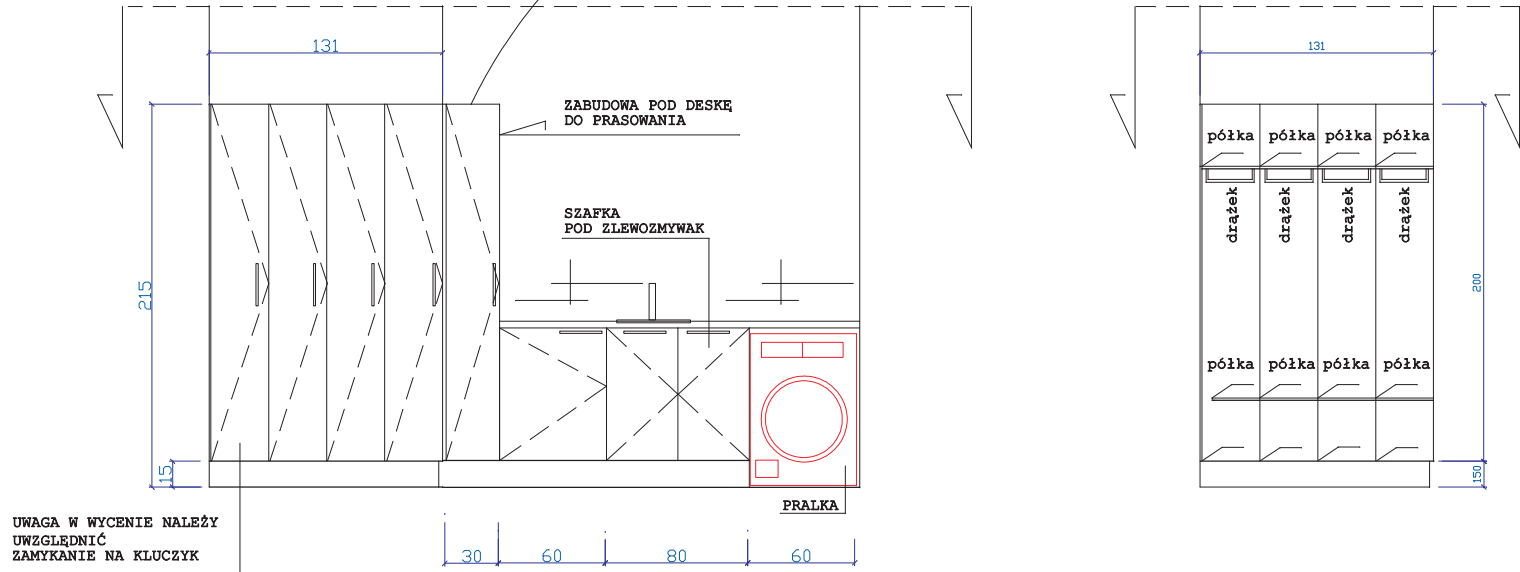 131
ZABUDOWA POD DESKĘ
DO PRASOWANIA
SZAFKA
POD ZLEWOZMYWAK
215
15
PRALKA
UWAGA W WYCENIE NALEŻY
UWZGLĘDNIĆ
ZAMYKANIE NA KLUCZYK
30 60 80 60
131
półka półka półka półka
drążek drążek drążek drążek
200
półka półka półka półka
150